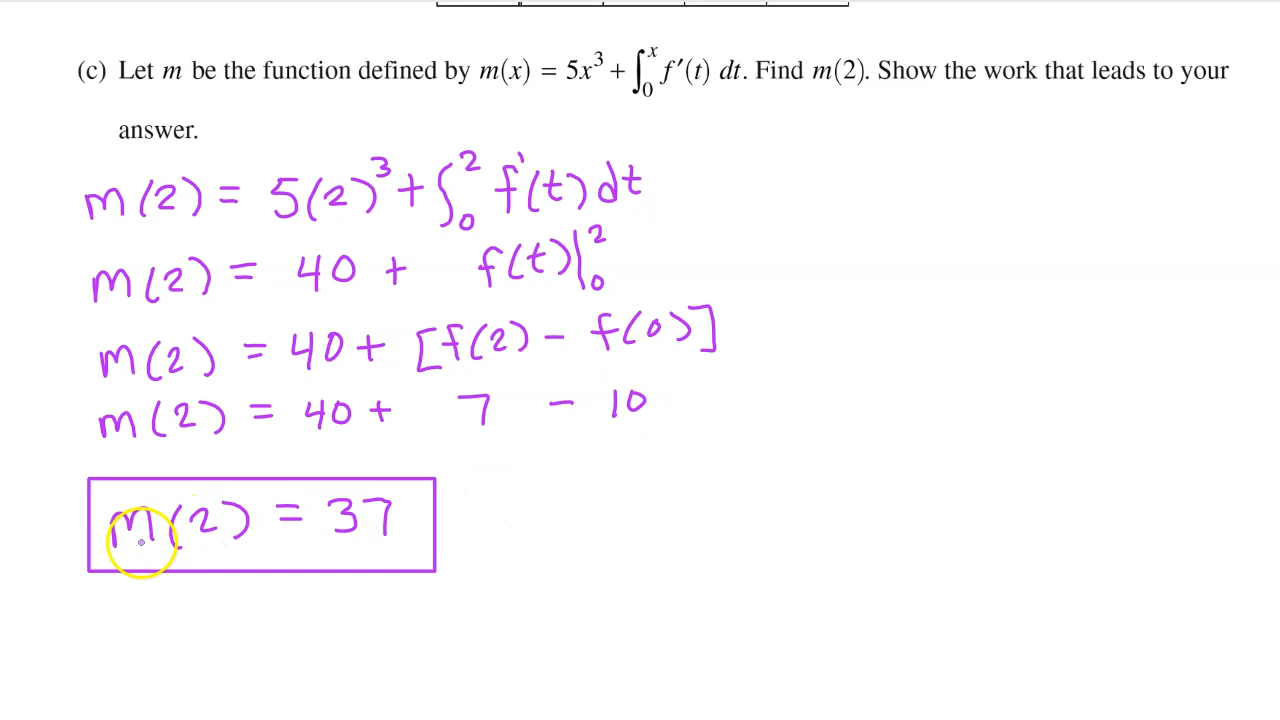 (c) Let m be the function defined by m(x) = 5x³ + ∫₀ˣ f′(t) dt. Find m(2). Show the work that leads to your
answer.
m(2) = 5(2)³ + ∫₀² f'(t) dt
m(2) = 40 + f(t)|₀²
m(2) = 40 + [f(2) - f(0)]
m(2) = 40 + 7 - 10
m(2) = 37